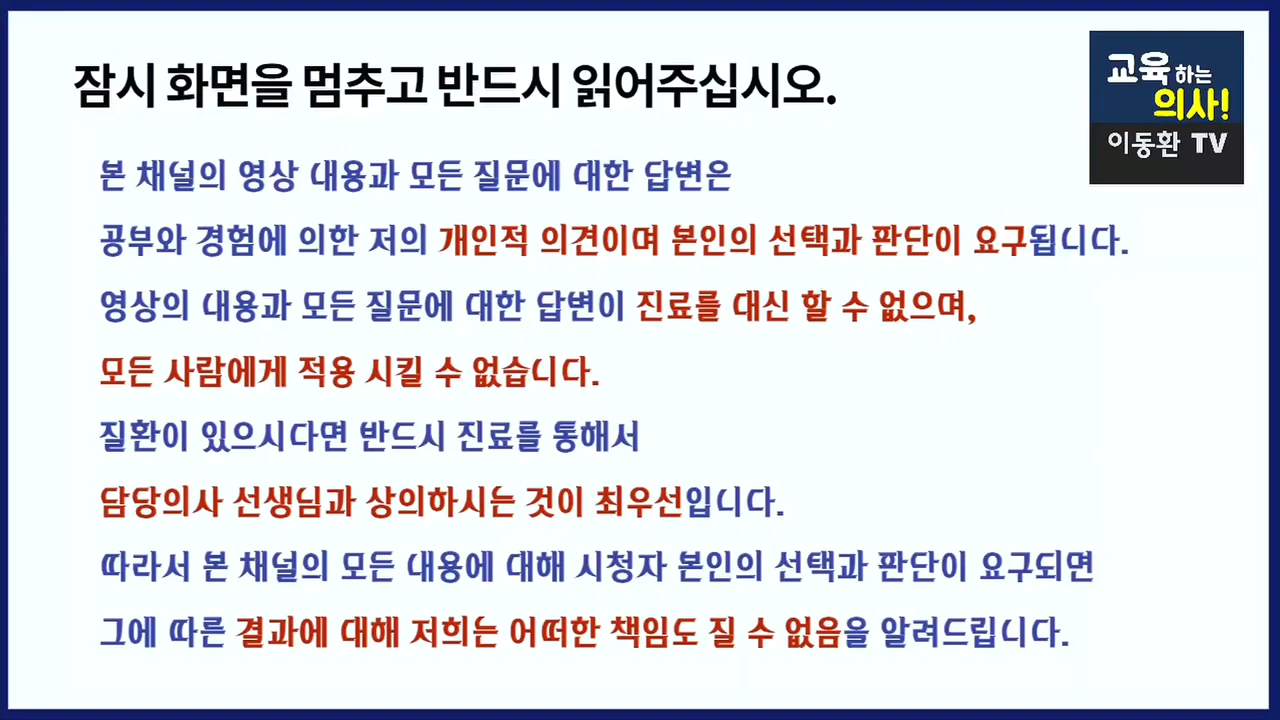 잠시 화면을 멈추고 반드시 읽어주십시오.
교육하는
의사!
이동환 TV
본 채널의 영상 내용과 모든 질문에 대한 답변은
공부와 경험에 의한 저의 개인적 의견이며 본인의 선택과 판단이 요구됩니다.
영상의 내용과 모든 질문에 대한 답변이 진료를 대신 할 수 없으며,
모든 사람에게 적용 시킬 수 없습니다.
질환이 있으시다면 반드시 진료를 통해서
담당의사 선생님과 상의하시는 것이 최우선입니다.
따라서 본 채널의 모든 내용에 대해 시청자 본인의 선택과 판단이 요구되면
그에 따른 결과에 대해 저희는 어떠한 책임도 질 수 없음을 알려드립니다.